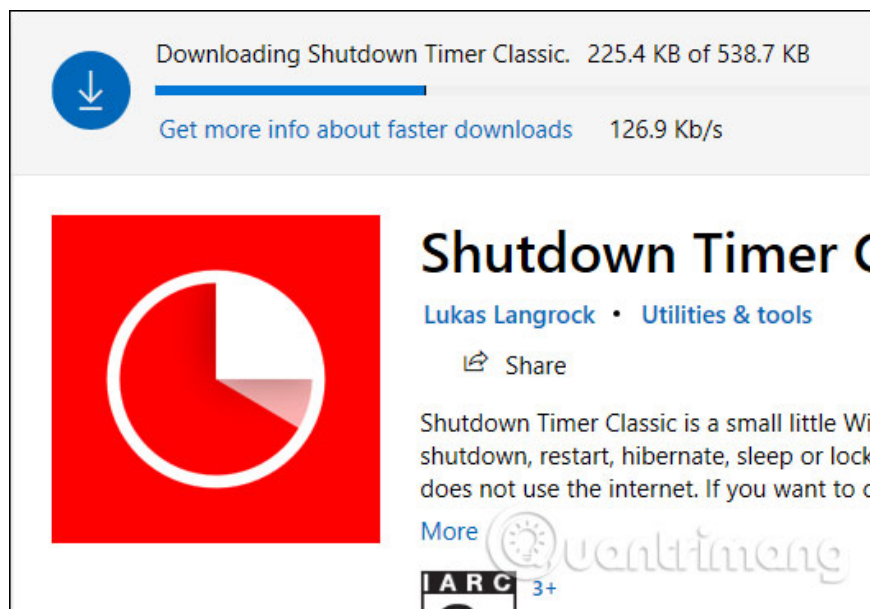 Downloading Shutdown Timer Classic. 225.4 KB of 538.7 KB
Get more info about faster downloads 126.9 Kb/s
Shutdown Timer C
Lukas Langrock • Utilities & tools
Share
Shutdown Timer Classic is a small little Wi
shutdown, restart, hibernate, sleep or lock
does not use the internet. If you want to
More
Quantrimang
IARC
3+